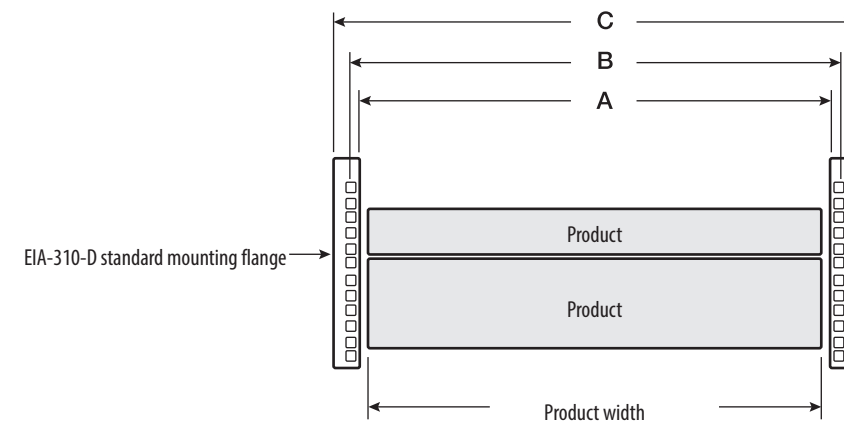 C
B
A
Product
EIA-310-D standard mounting flange
Product
Product width